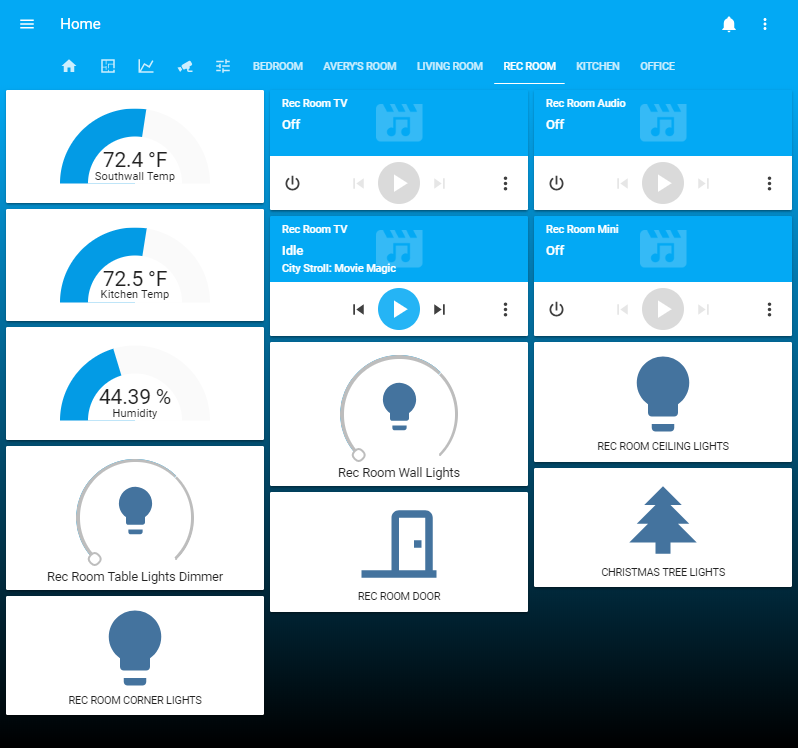 Home
BEDROOM
AVERY'S ROOM
LIVING ROOM
REC ROOM
KITCHEN
OFFICE
72.4 °F
Southwall Temp
72.5 °F
Kitchen Temp
44.39 %
Humidity
Rec Room Table Lights Dimmer
REC ROOM CORNER LIGHTS
Rec Room TV
Off
Rec Room TV
Idle
City Stroll: Movie Magic
Rec Room Wall Lights
REC ROOM DOOR
Rec Room Audio
Off
Rec Room Mini
Off
REC ROOM CEILING LIGHTS
CHRISTMAS TREE LIGHTS